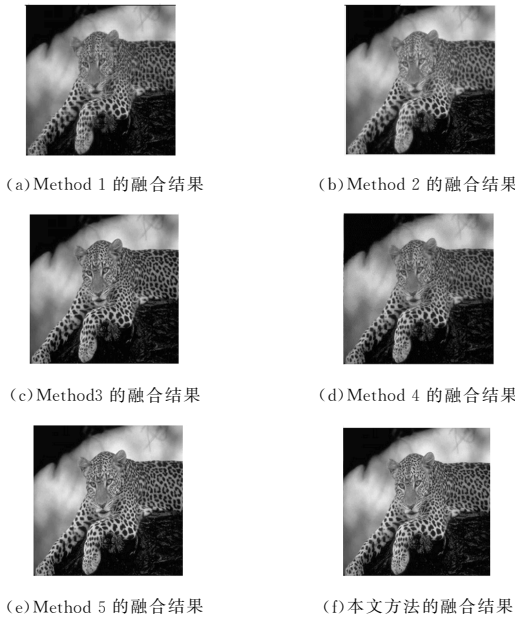 (a)Method 1 的融合结果
(b)Method 2 的融合结果
(c)Method3 的融合结果
(d)Method 4 的融合结果
(e)Method 5 的融合结果
(f)本文方法的融合结果